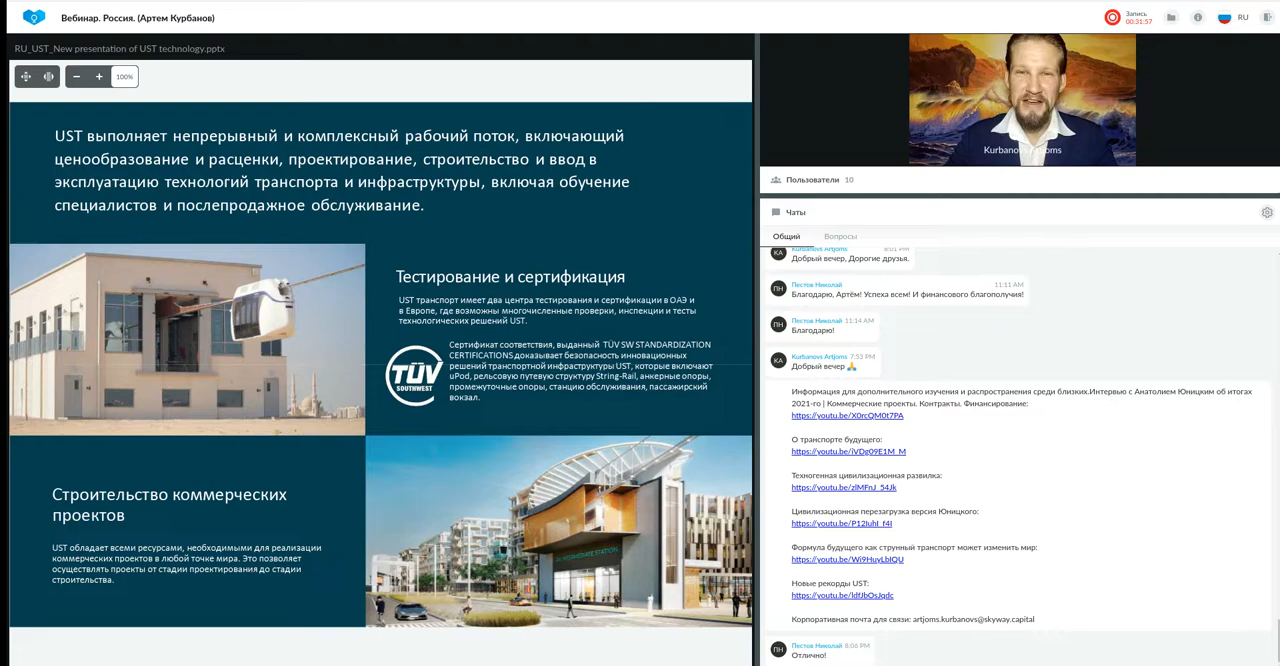 Вебинар. Россия. (Артем Курбанов)
Запись
00:31:57
RU
RU_UST_New presentation of UST technology.pptx
100%
UST выполняет непрерывный и комплексный рабочий поток, включающий
ценообразование и расценки, проектирование, строительство и ввод в
эксплуатацию технологий транспорта и инфраструктуры, включая обучение
специалистов и послепродажное обслуживание.
Тестирование и сертификация
UST транспорт имеет два центра тестирования и сертификации в ОАЭ и
в Европе, где возможны многочисленные проверки, инспекции и тесты
технологических решений UST.
TÜV
SOUTHWEST
Сертификат соответствия, выданный TÜV SW STANDARDIZATION
CERTIFICATIONS доказывает безопасность инновационных
решений транспортной инфраструктуры UST, которые включают
uPod, рельсовую путевую структуру String-Rail, анкерные опоры,
промежуточные опоры, станцию обслуживания, пассажирский
вокзал.
Строительство коммерческих
проектов
UST обладает всеми ресурсами, необходимыми для реализации
коммерческих проектов в любой точке мира. Это позволяет
осуществлять проекты от стадии проектирования до стадии
строительства.
INTERMEDIATE STATION
Kurbanovs Artjoms
Пользователи 10
Чаты
Общий Вопросы
КА
Kurbanovs Artjoms 8:01 PM
Добрый вечер, Дорогие друзья.
ПН
Пестов Николай 11:11 AM
Благодарю, Артём! Успеха всем! И финансового благополучия!
ПН
Пестов Николай 11:14 AM
Благодарю!
КА
Kurbanovs Artjoms 7:53 PM
Добрый вечер 🙏
Информация для дополнительного изучения и распространения среди близких.Интервью с Анатолием Юницким об итогах
2021-го | Коммерческие проекты. Контракты. Финансирование:
https://youtu.be/X0rcQM0t7PA
О транспорте будущего:
https://youtu.be/iVDg09E1M_M
Техногенная цивилизационная развилка:
https://youtu.be/zlMFnJ_54Jk
Цивилизационная перезагрузка версия Юницкого:
https://youtu.be/P12IuhI_f4I
Формула будущего как струнный транспорт может изменить мир:
https://youtu.be/Wi9HuyLbIQU
Новые рекорды UST:
https://youtu.be/ldfJbOsJqdc
Корпоративная почта для связи: artjoms.kurbanovs@skyway.capital
ПН
Пестов Николай 8:06 PM
Отлично!